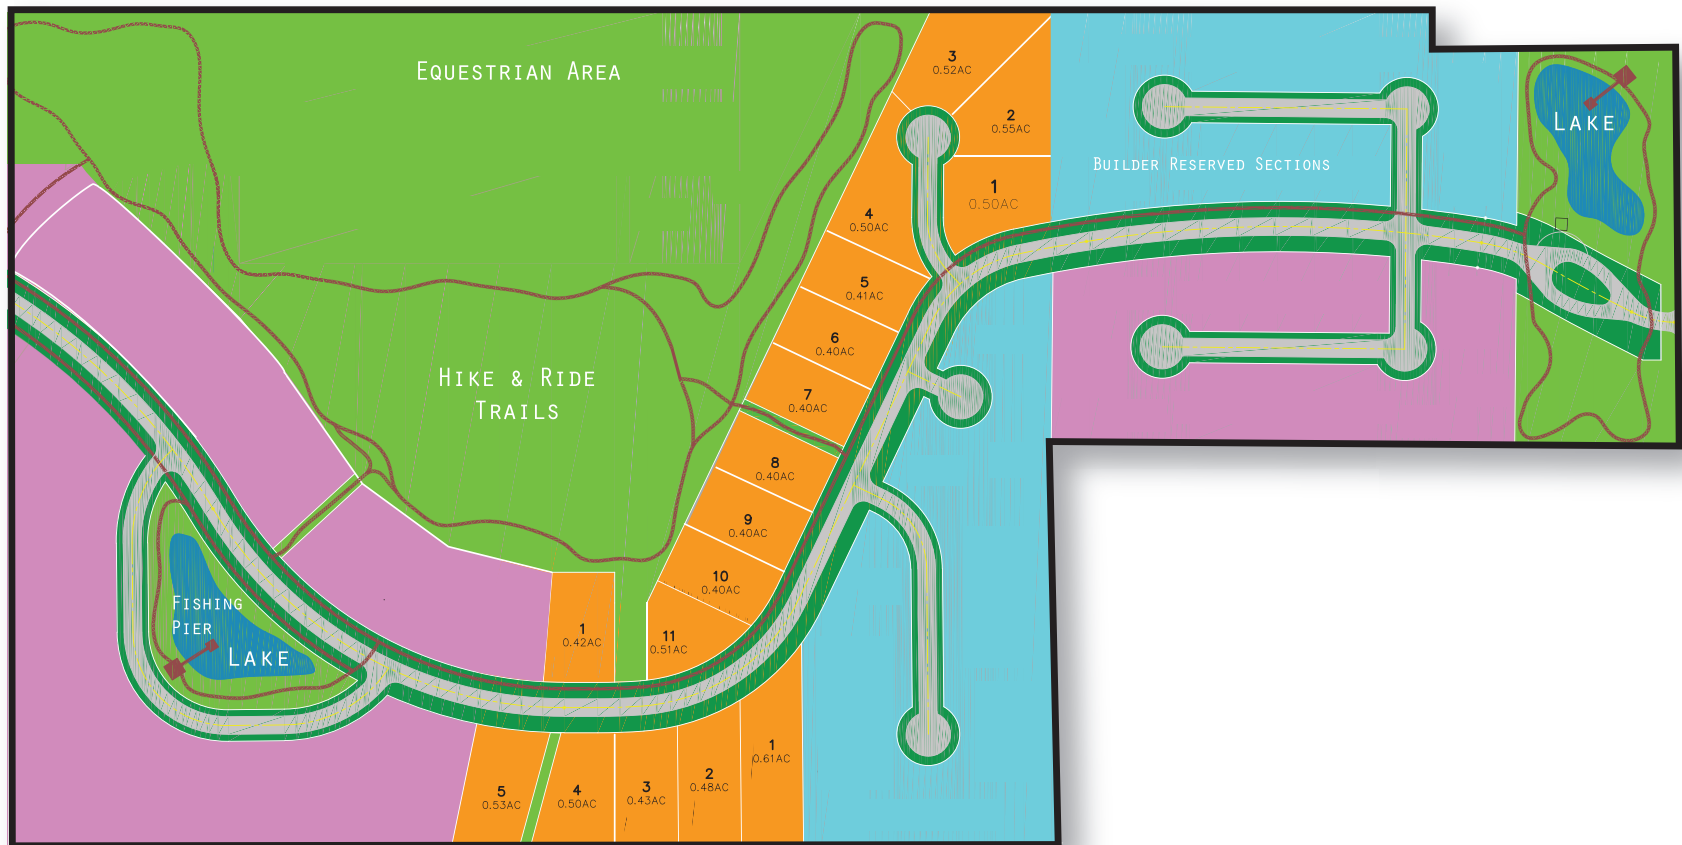 EQUESTRIAN AREA
3
0.52AC
2
0.55AC
LAKE
BUILDER RESERVED SECTIONS
1
0.50AC
4
0.50AC
5
0.41AC
6
0.40AC
HIKE & RIDE
TRAILS
7
0.40AC
8
0.40AC
9
0.40AC
10
0.40AC
FISHING
PIER
LAKE
1
0.42AC
11
0.51AC
5
0.53AC
4
0.50AC
3
0.43AC
2
0.48AC
1
0.61AC